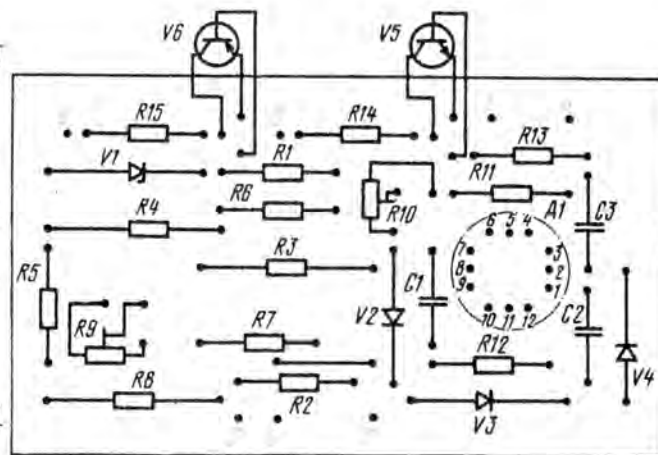 V6 V5
R15 R14 R13
V1 R1 R11
R6 R10 A1 C3
R4 6 5 4
R5 R3 7 3
8 2
9 1
C1
R9 R7 V2 10 11 12 C2
R12 V4
R8 R2 V3